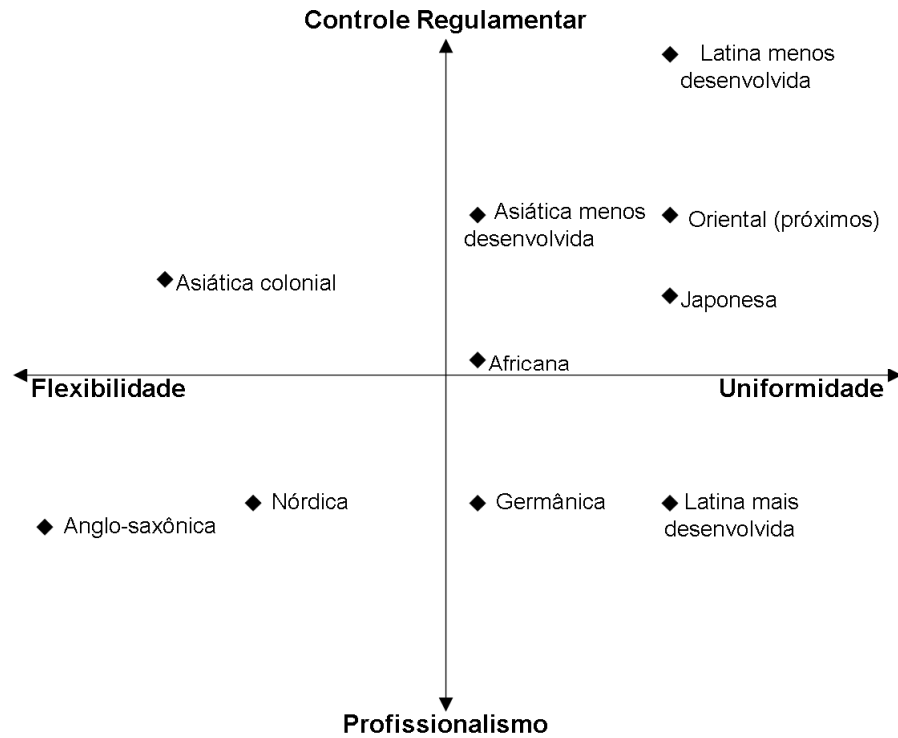 Controle Regulamentar
Latina menos
desenvolvida
Asiática menos
desenvolvida
Oriental (próximos)
Asiática colonial
Japonesa
Africana
Flexibilidade
Uniformidade
Nórdica
Germânica
Latina mais
desenvolvida
Anglo-saxônica
Profissionalismo